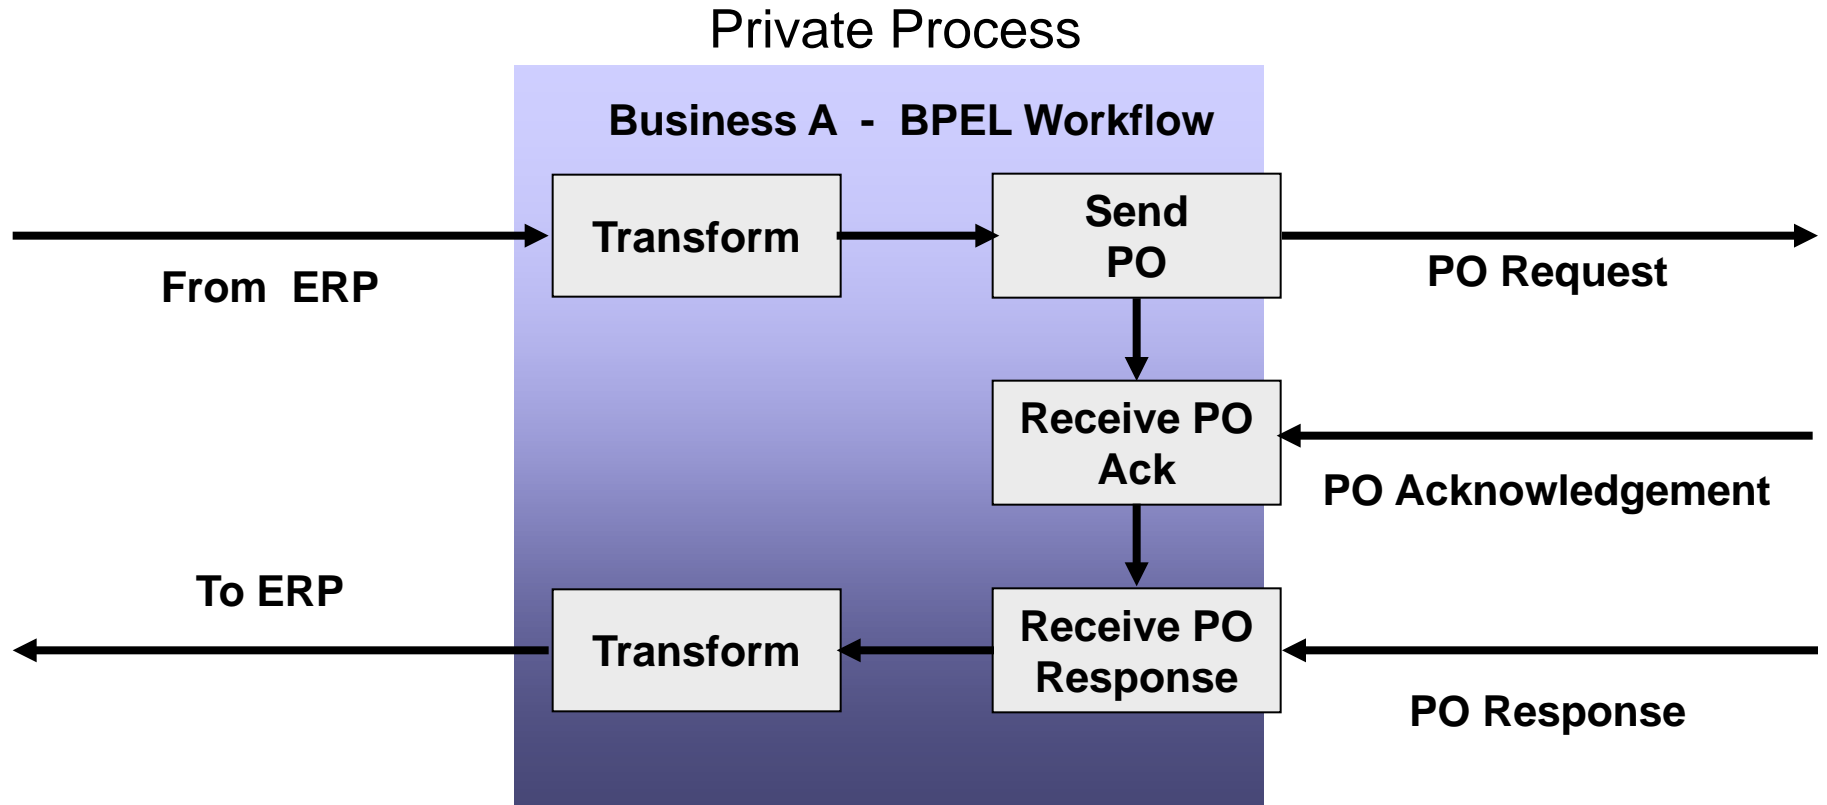 Private Process
Business A - BPEL Workflow
Transform
Send
PO
From ERP
PO Request
Receive PO
Ack
PO Acknowledgement
To ERP
Transform
Receive PO
Response
PO Response